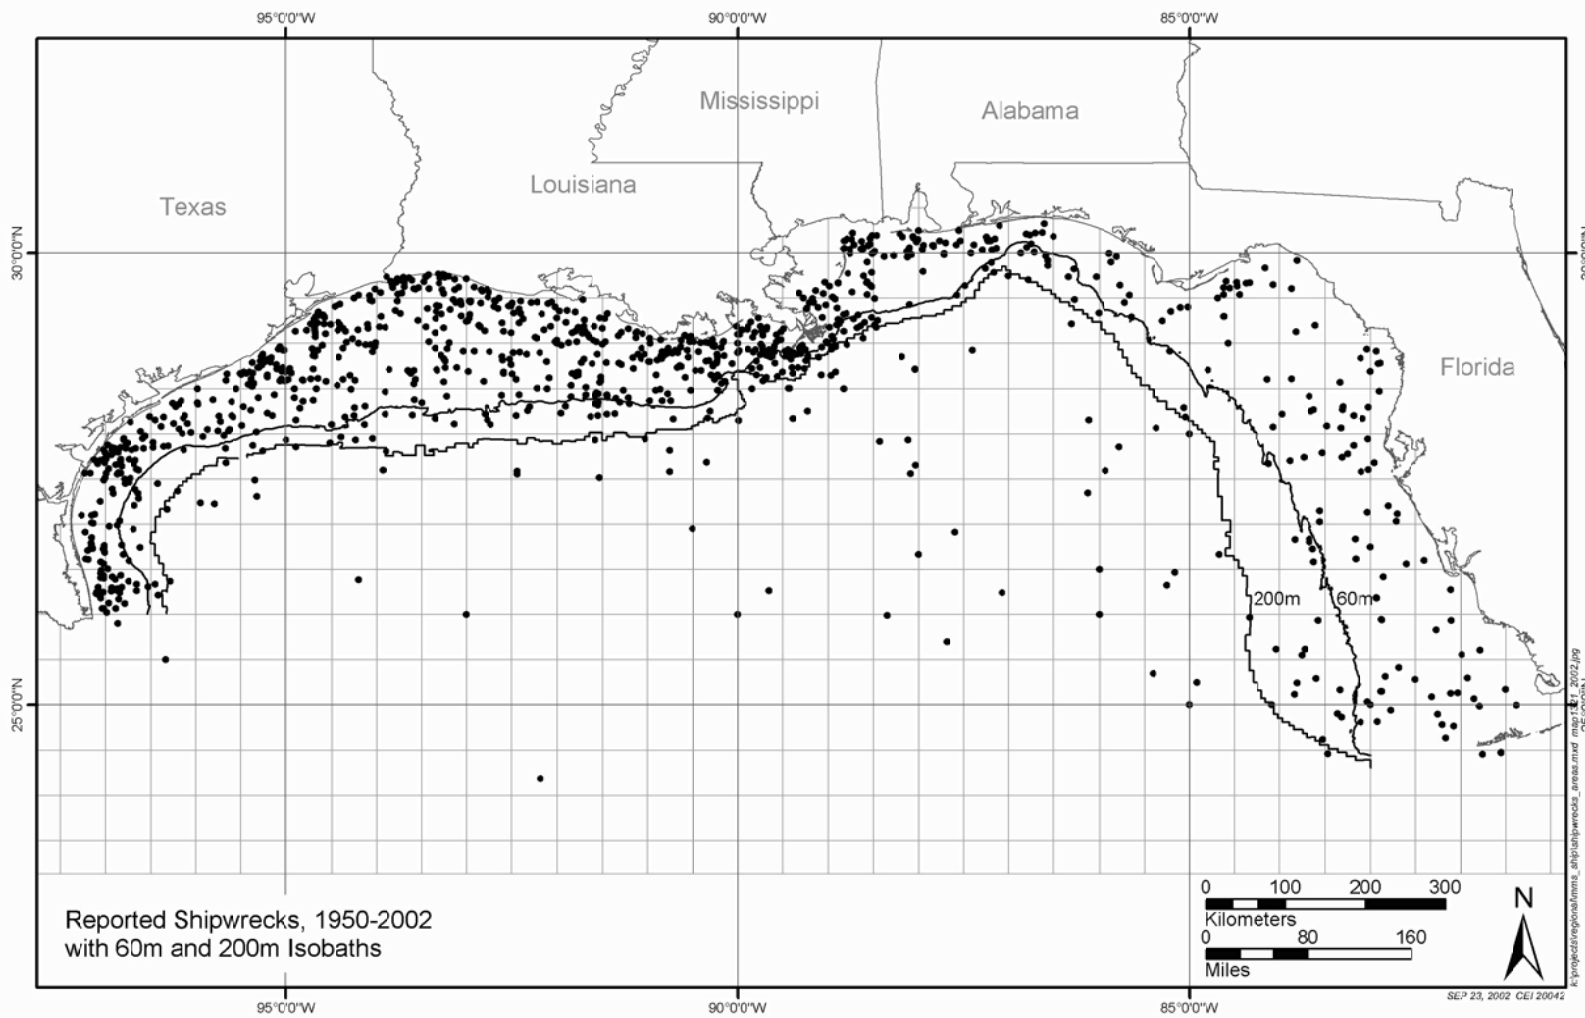 95°0'0"W 90°0'0"W 85°0'0"W
Mississippi
Alabama
Louisiana
Texas
30°0'0"N
Florida
200m 60m
25°0'0"N
Reported Shipwrecks, 1950-2002
with 60m and 200m Isobaths
0 100 200 300
Kilometers
0 80 160
Miles
N
SEP 23, 2002 CEI 20042
95°0'0"W 90°0'0"W 85°0'0"W